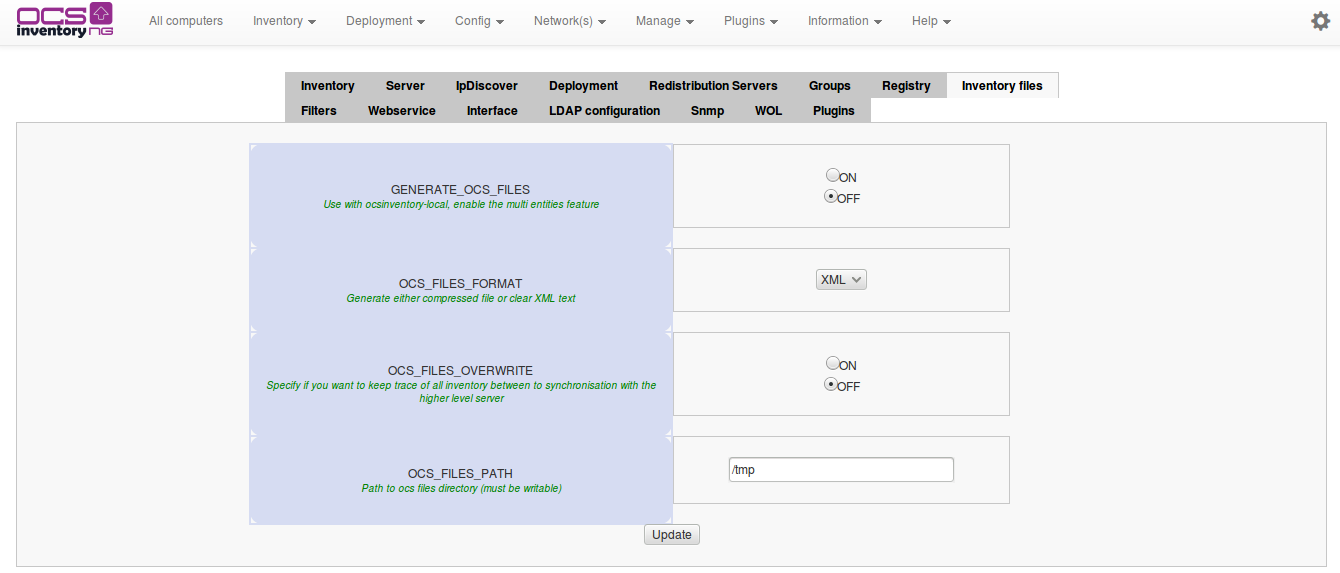 OCS
inventory NG
All computers Inventory Deployment Config Network(s) Manage Plugins Information Help
Inventory Server IpDiscover Deployment Redistribution Servers Groups Registry Inventory files
Filters Webservice Interface LDAP configuration Snmp WOL Plugins
GENERATE_OCS_FILES
Use with ocsinventory-local, enable the multi entities feature
ON
OFF
OCS_FILES_FORMAT
Generate either compressed file or clear XML text
XML
OCS_FILES_OVERWRITE
Specify if you want to keep trace of all inventory between to synchronisation with the
higher level server
ON
OFF
OCS_FILES_PATH
Path to ocs files directory (must be writable)
/tmp
Update